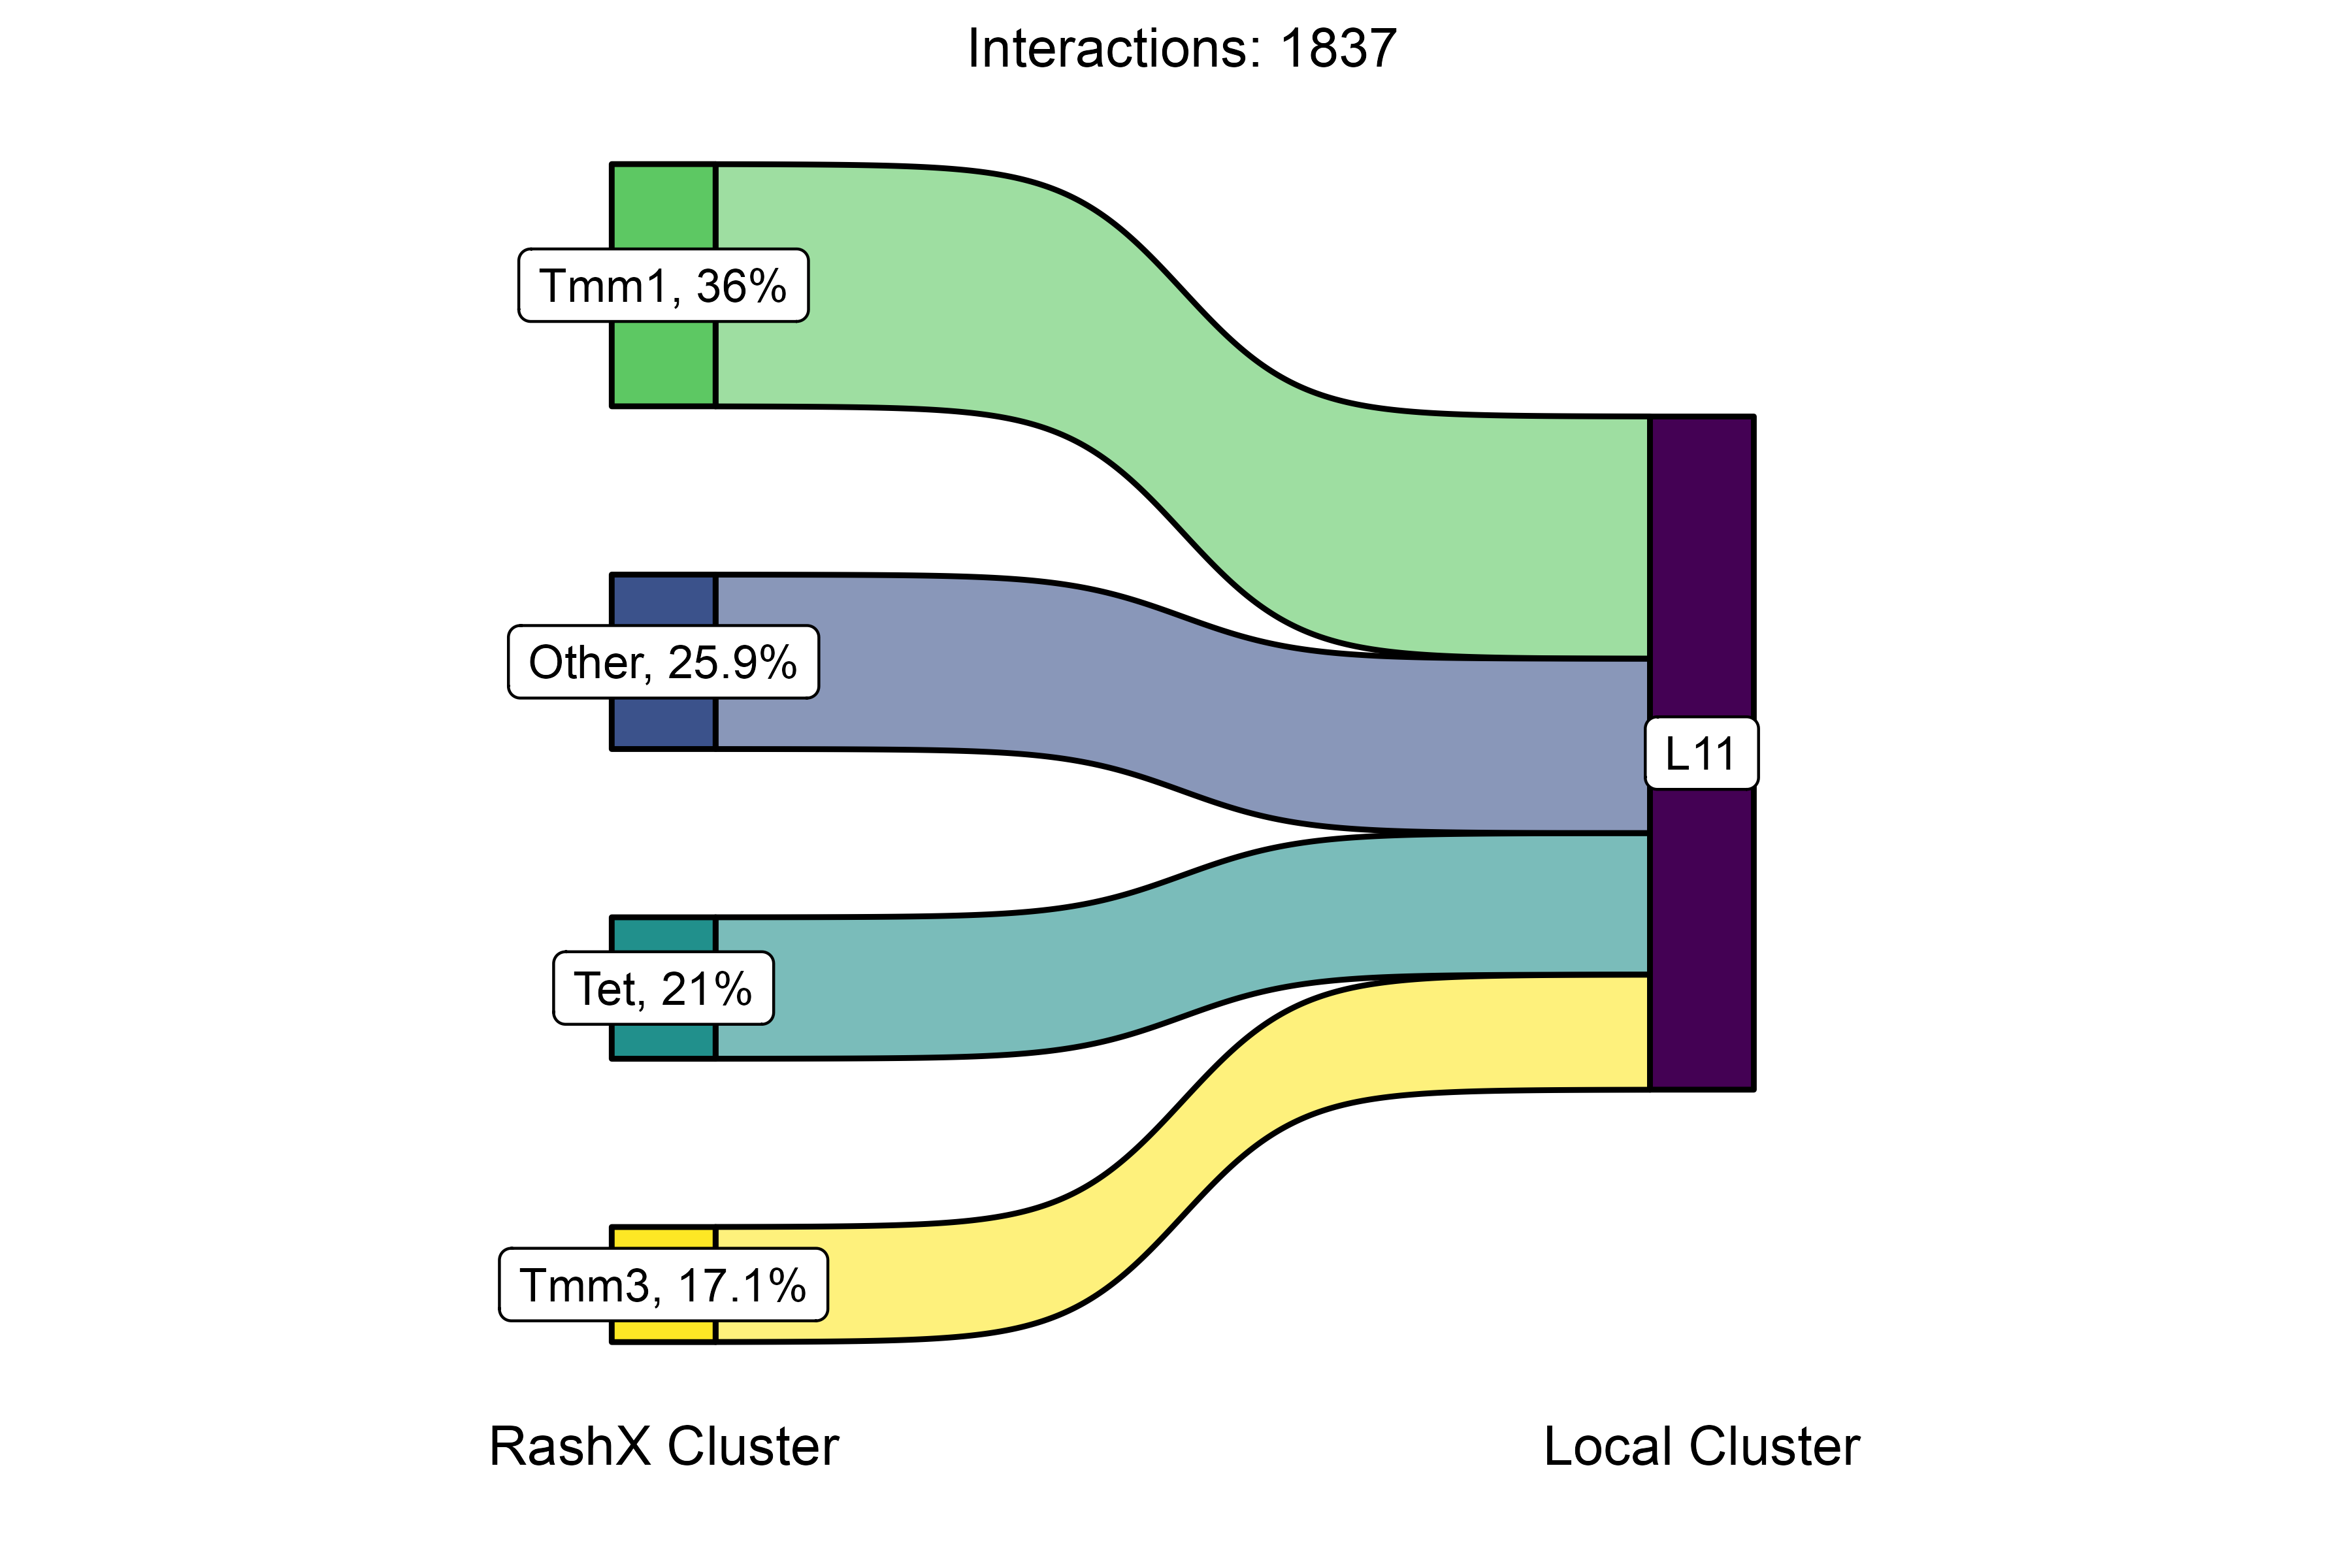 Interactions: 1837
Tmm1, 36%
Other, 25.9%
L11
Tet, 21%
Tmm3, 17.1%
RashX Cluster
Local Cluster